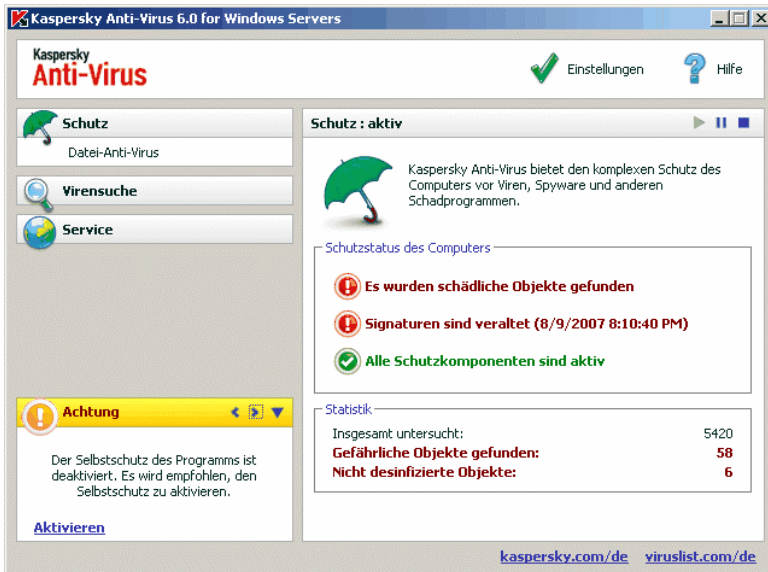 Kaspersky Anti-Virus 6.0 for Windows Servers
Kaspersky
Anti-Virus
Einstellungen
Hilfe
Schutz
Datei-Anti-Virus
Virensuche
Service
Achtung
Der Selbstschutz des Programms ist
deaktiviert. Es wird empfohlen, den
Selbstschutz zu aktivieren.
Aktivieren
Schutz : aktiv
Kaspersky Anti-Virus bietet den komplexen Schutz des
Computers vor Viren, Spyware und anderen
Schadprogrammen.
Schutzstatus des Computers
Es wurden schädliche Objekte gefunden
Signaturen sind veraltet (8/9/2007 8:10:40 PM)
Alle Schutzkomponenten sind aktiv
Statistik
Insgesamt untersucht: 5420
Gefährliche Objekte gefunden: 58
Nicht desinfizierte Objekte: 6
kaspersky.com/de viruslist.com/de